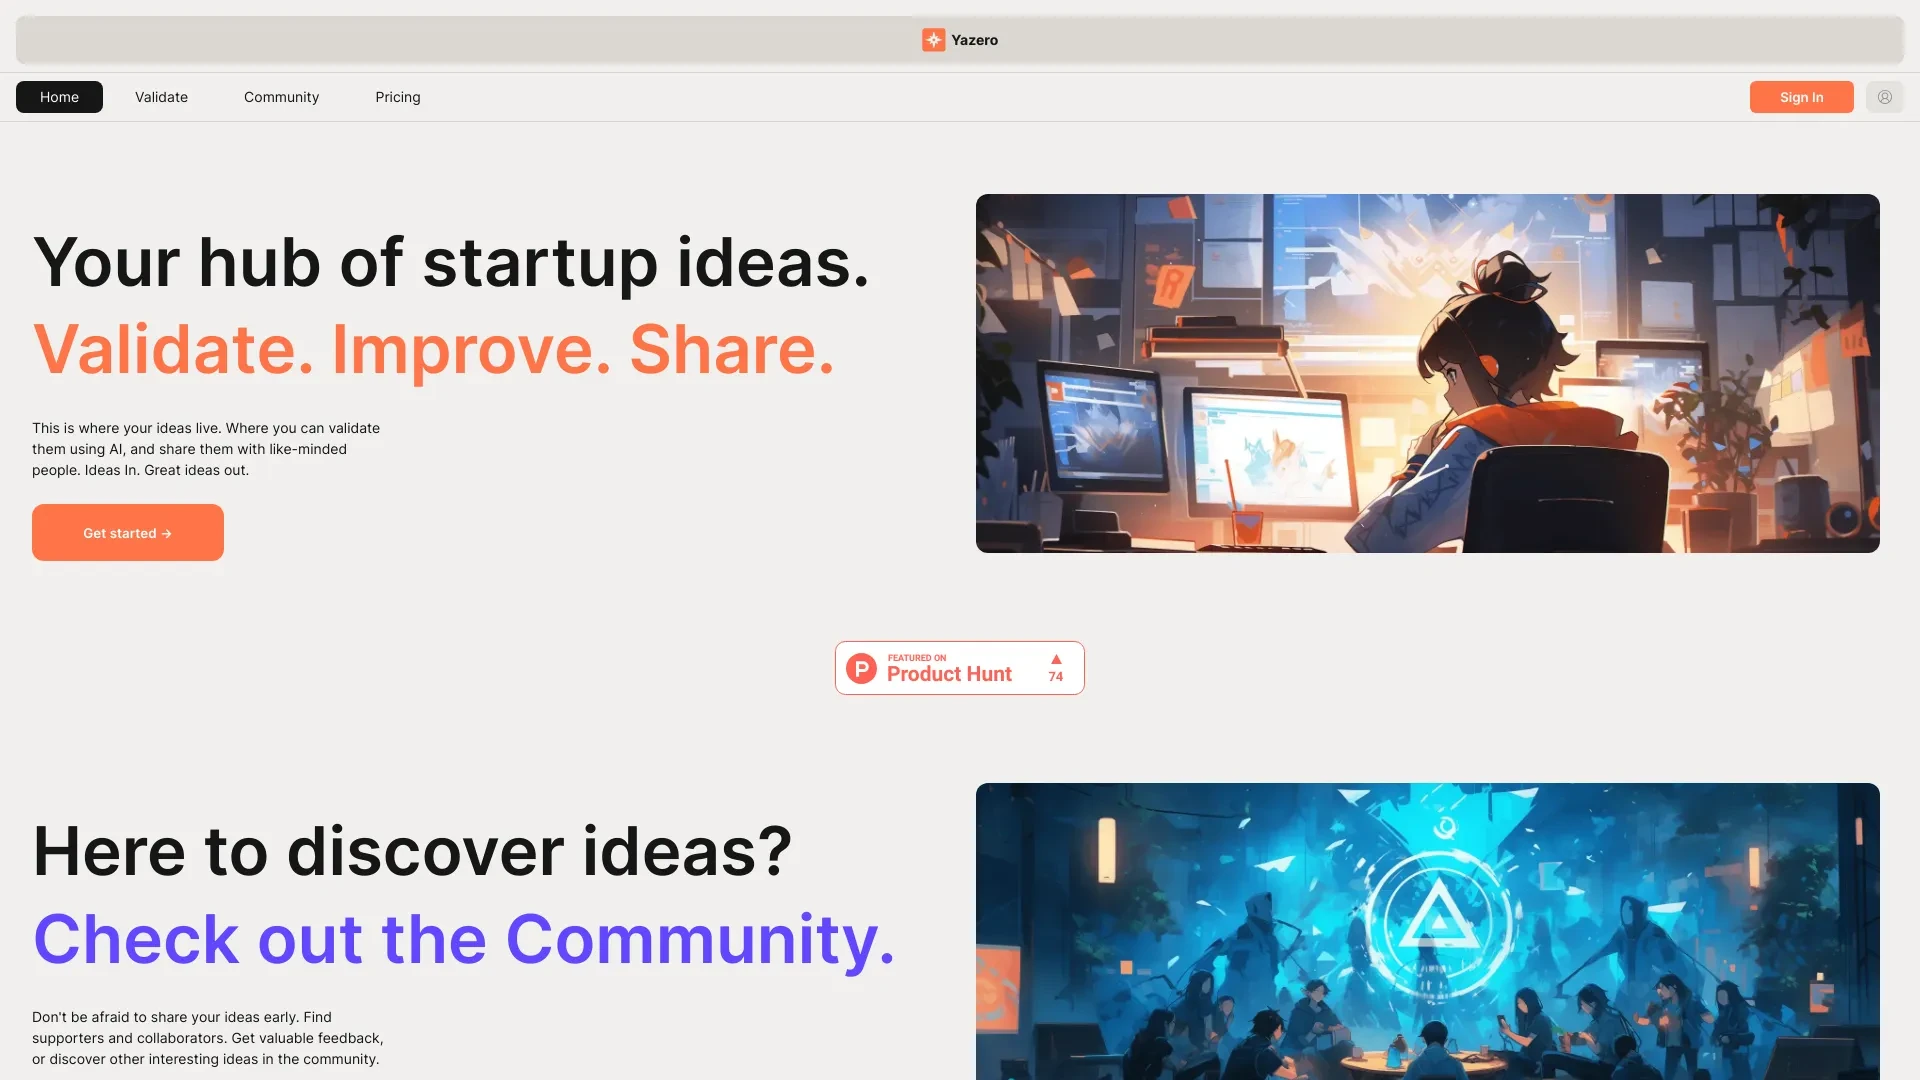 Yazero
Home
Validate
Community
Pricing
Sign In
Your hub of startup ideas.
Validate. Improve. Share.
This is where your ideas live. Where you can validate
them using AI, and share them with like-minded
people. Ideas In. Great ideas out.
Get started →
R
P
FEATURED ON
Product Hunt
▲
74
Here to discover ideas?
Check out the Community.
Don't be afraid to share your ideas early. Find
supporters and collaborators. Get valuable feedback,
or discover other interesting ideas in the community.